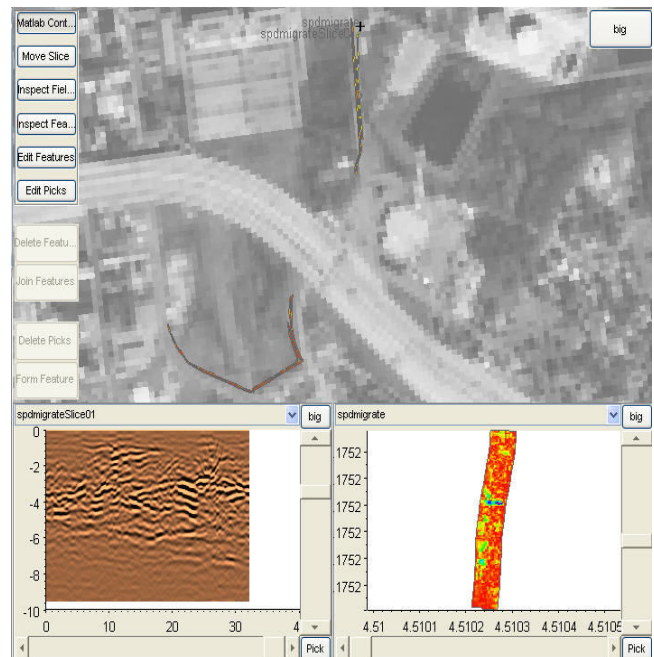 Matlab Cont...
spdmigrate
big
Move Slice
Inspect Fiel...
Inspect Fea...
Edit Features
Edit Picks
Delete Featu...
Join Features
Delete Picks
Form Feature
spdmigrateSlice01
big
spdmigrate
big
0
-2
-4
-6
-8
-10
0
10
20
30
4
Pick
.1752
.1752
.1752
.1752
.1752
.1752
.1752
4.51
4.5101
4.5102
4.5103
4.5104
4.5105
Pick